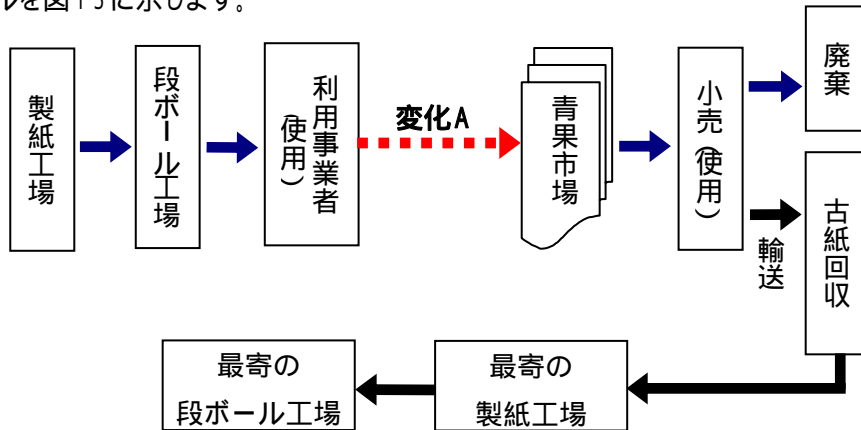 ルを図15に示します。
製紙工場
段ボール工場
利用事業者
(使用)
変化A
青果市場
小売(使用)
廃棄
輸送
古紙回収
最寄の
製紙工場
最寄の
段ボール工場